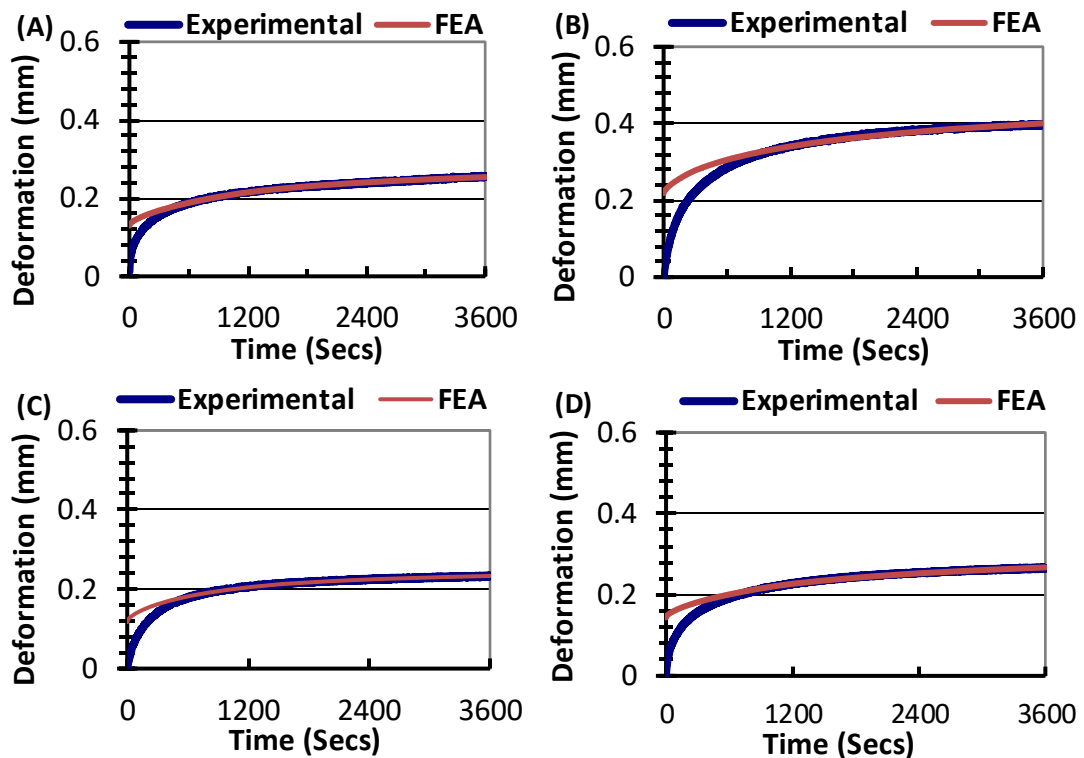 (A) Experimental FEA
Deformation (mm)
0.6
0.4
0.2
0
0 1200 2400 3600
Time (Secs)
(B) Experimental FEA
Deformation (mm)
0.6
0.4
0.2
0
0 1200 2400 3600
Time (Secs)
(C) Experimental FEA
Deformation (mm)
0.6
0.4
0.2
0
0 1200 2400 3600
Time (Secs)
(D) Experimental FEA
Deformation (mm)
0.6
0.4
0.2
0
0 1200 2400 3600
Time (Secs)